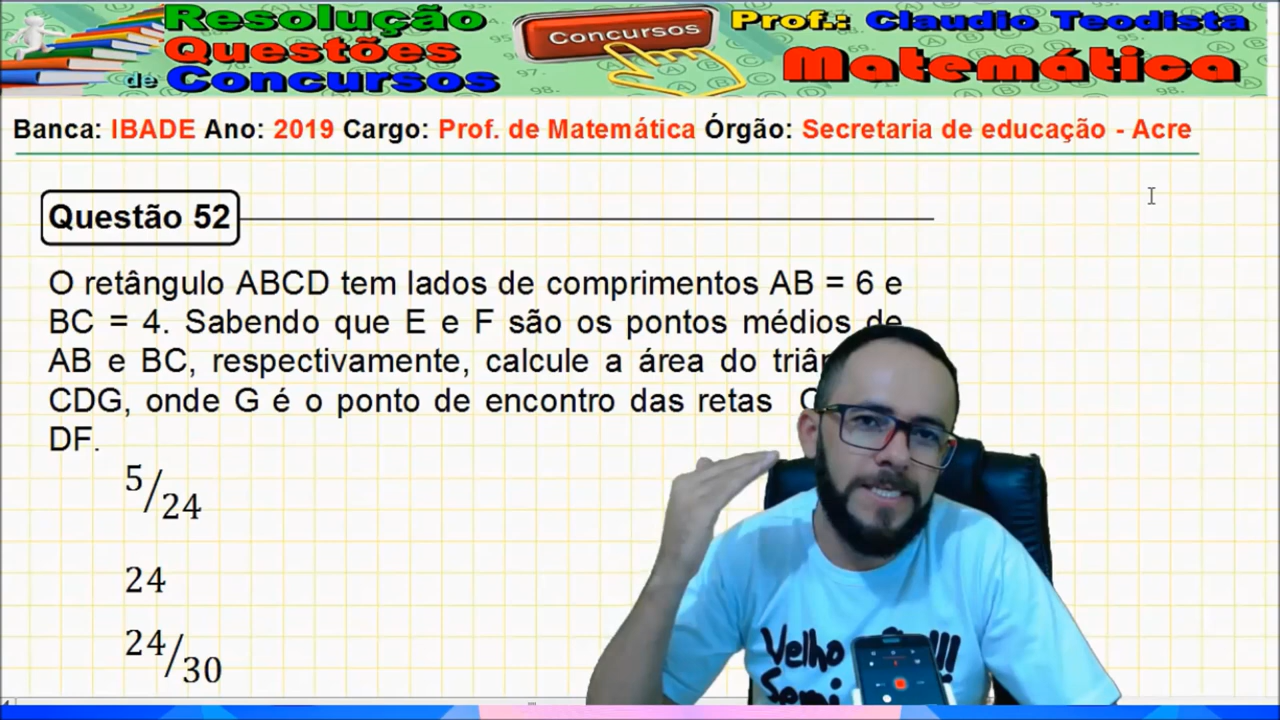 Resolução
Questões
de Concursos
Concursos
Prof.: Claudio Teodista
Matemática
Banca: IBADE Ano: 2019 Cargo: Prof. de Matemática Órgão: Secretaria de educação - Acre
Questão 52
O retângulo ABCD tem lados de comprimentos AB = 6 e
BC = 4. Sabendo que E e F são os pontos médios de
AB e BC, respectivamente, calcule a área do
CDG, onde G é o ponto de encontro das retas
DF.
5/24
24
24/30
Velho
Semi